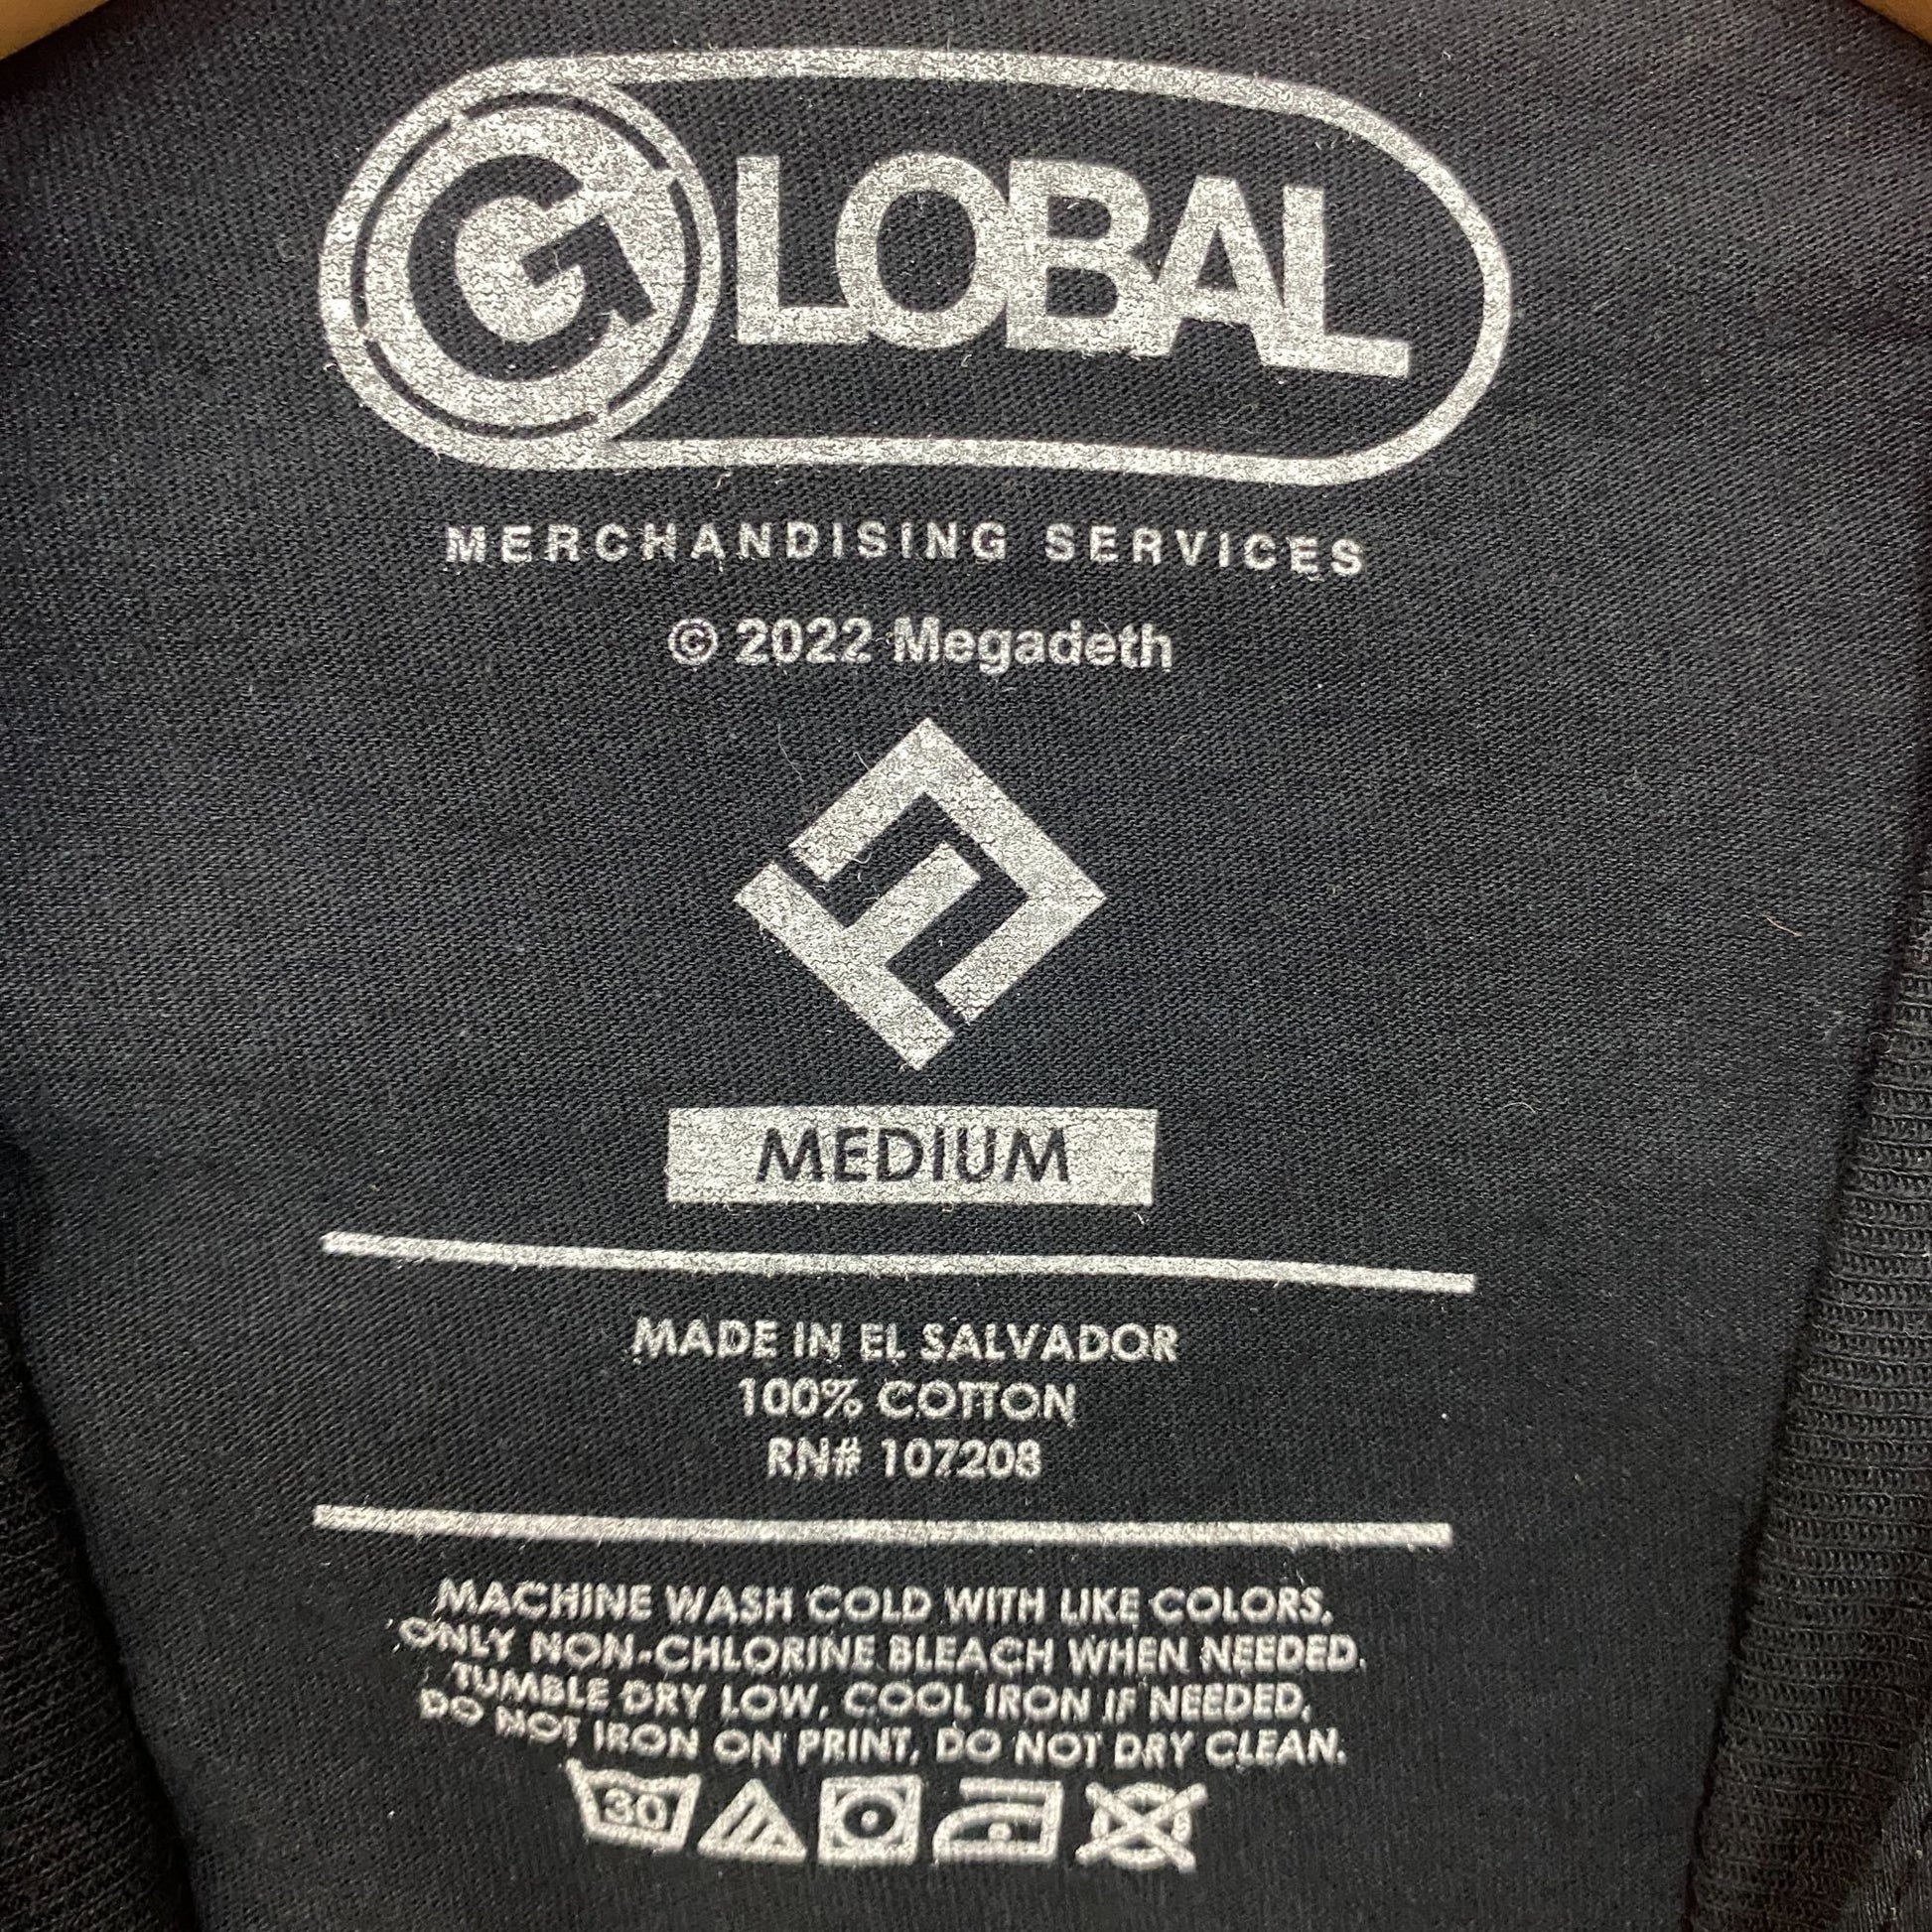 GLOBAL
MERCHANDISING SERVICES
© 2022 Megadeth
MEDIUM
MADE IN EL SALVADOR
100% COTTON
RN# 107208
MACHINE WASH COLD WITH LIKE COLORS.
ONLY NON-CHLORINE BLEACH WHEN NEEDED.
TUMBLE DRY LOW, COOL IRON IF NEEDED.
DO NOT IRON ON PRINT. DO NOT DRY CLEAN.
30